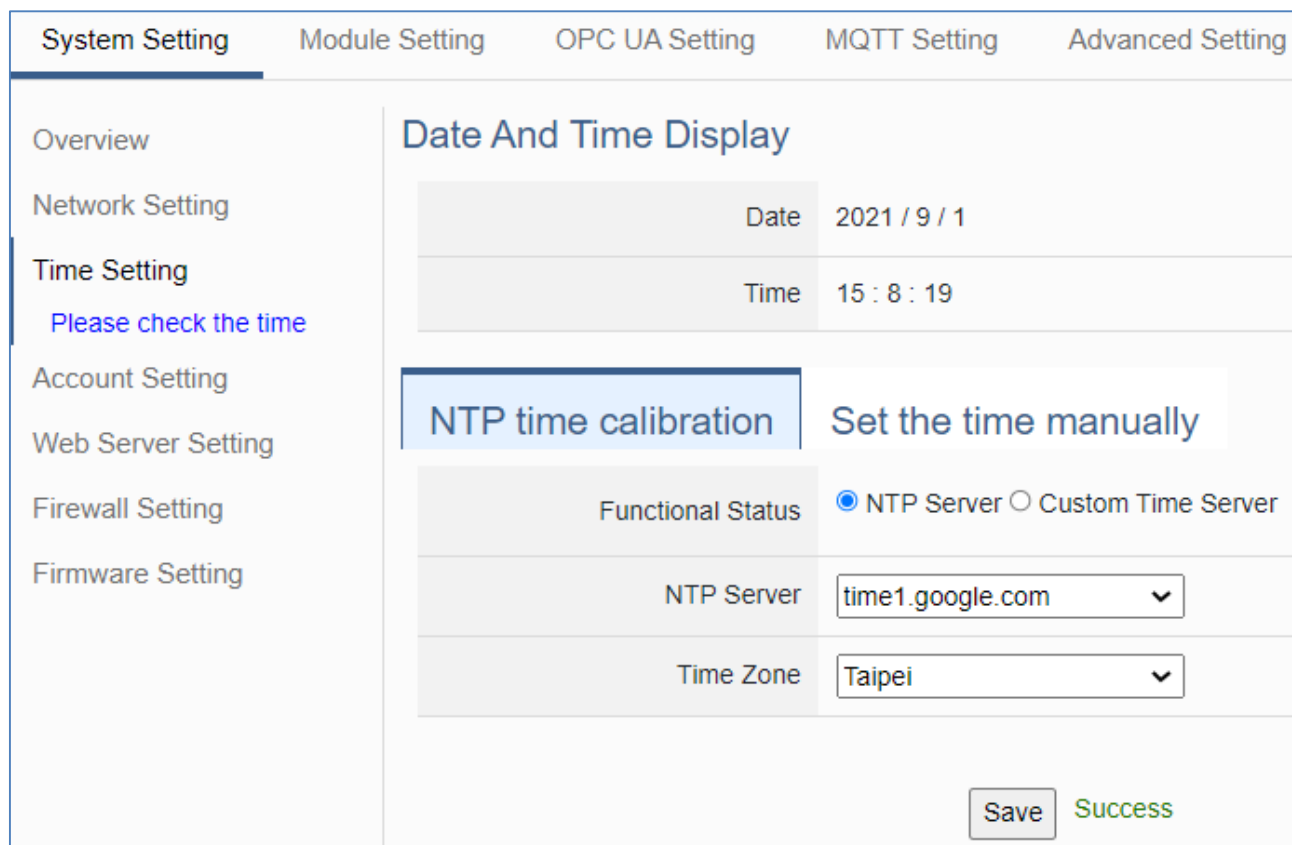 System Setting Module Setting OPC UA Setting MQTT Setting Advanced Setting
Overview
Network Setting
Time Setting
Please check the time
Account Setting
Web Server Setting
Firewall Setting
Firmware Setting
Date And Time Display
Date 2021 / 9 / 1
Time 15 : 8 : 19
NTP time calibration Set the time manually
Functional Status NTP Server Custom Time Server
NTP Server time1.google.com
Time Zone Taipei
Save Success